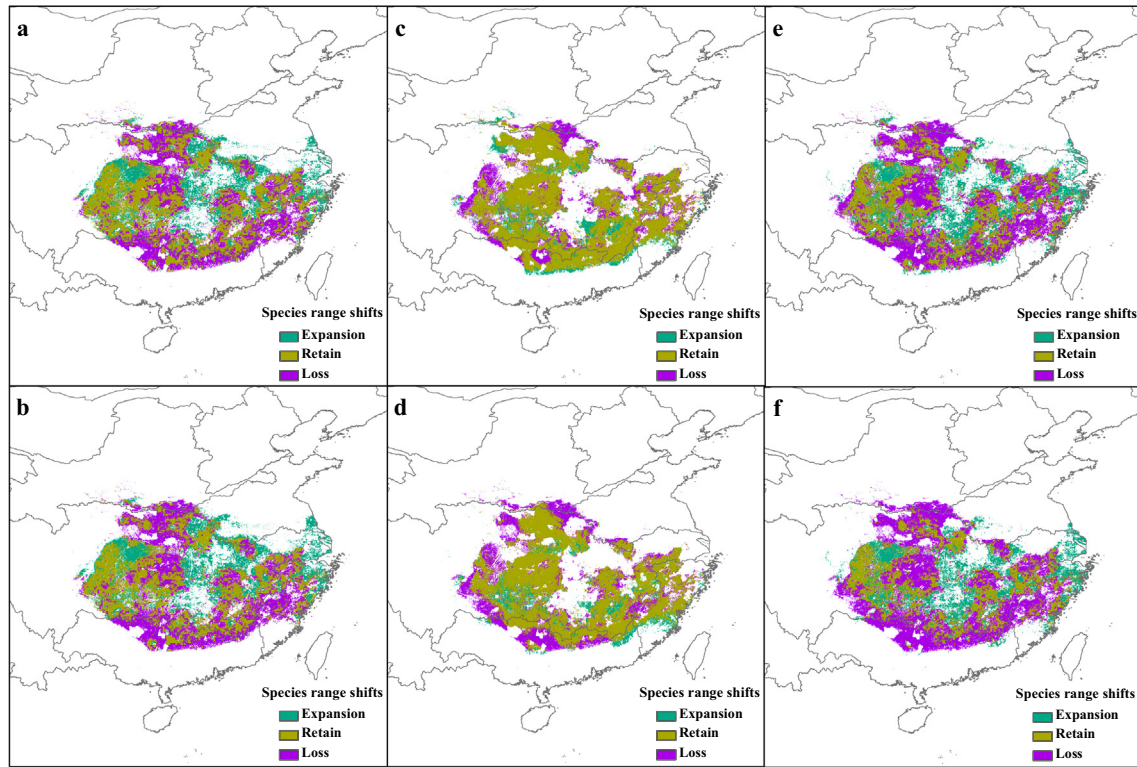 a
Species range shifts
Expansion
Retain
Loss
c
Species range shifts
Expansion
Retain
Loss
e
Species range shifts
Expansion
Retain
Loss
b
Species range shifts
Expansion
Retain
Loss
d
Species range shifts
Expansion
Retain
Loss
f
Species range shifts
Expansion
Retain
Loss